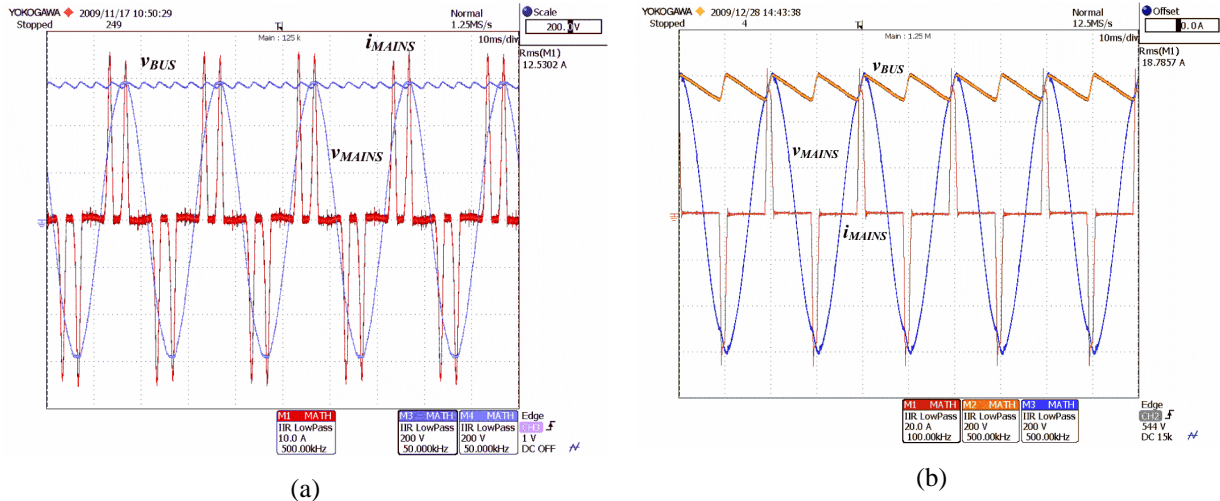 YOKOGAWA 2009/11/17 10:50:29
Normal
Stopped 249
1.25MS/s
Main : 125 k
10ms/div
Scale
200.0V
Rms(M1)
12.5302 A
iMAINS
vBUS
vMAINS
M1 MATH
IIR LowPass
10.0 A
500.00kHz
M3 MATH
IIR LowPass
200 V
50.000kHz
M4 MATH
IIR LowPass
200 V
50.000kHz
Edge
CH3
1 V
DC OFF
(a)
YOKOGAWA 2009/12/28 14:43:38
Normal
Stopped 4
12.5MS/s
Main : 1.25 M
10ms/div
Offset
0.0A
Rms(M1)
18.7857 A
vBUS
vMAINS
iMAINS
M1 MATH
IIR LowPass
20.0 A
100.00kHz
M2 MATH
IIR LowPass
200 V
500.00kHz
M3 MATH
IIR LowPass
200 V
500.00kHz
Edge
CH2
544 V
DC 15k
(b)